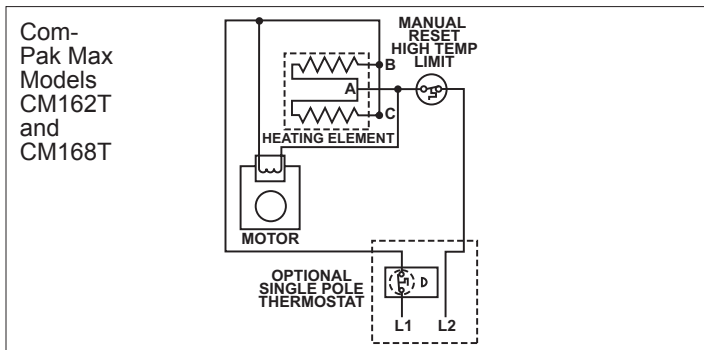 Com-
Pak Max
Models
CM162T
and
CM168T
MANUAL
RESET
HIGH TEMP
LIMIT
B
A
C
HEATING ELEMENT
MOTOR
OPTIONAL
SINGLE POLE
THERMOSTAT
D
L1 L2